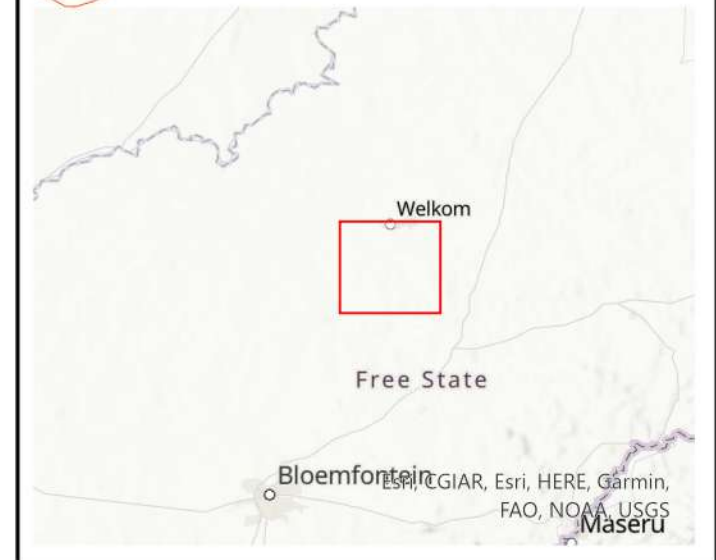 Welkom
Free State
Bloemfontein
Esri, CGIAR, Esri, HERE, Garmin,
FAO, NOAA, USGS
Maseru